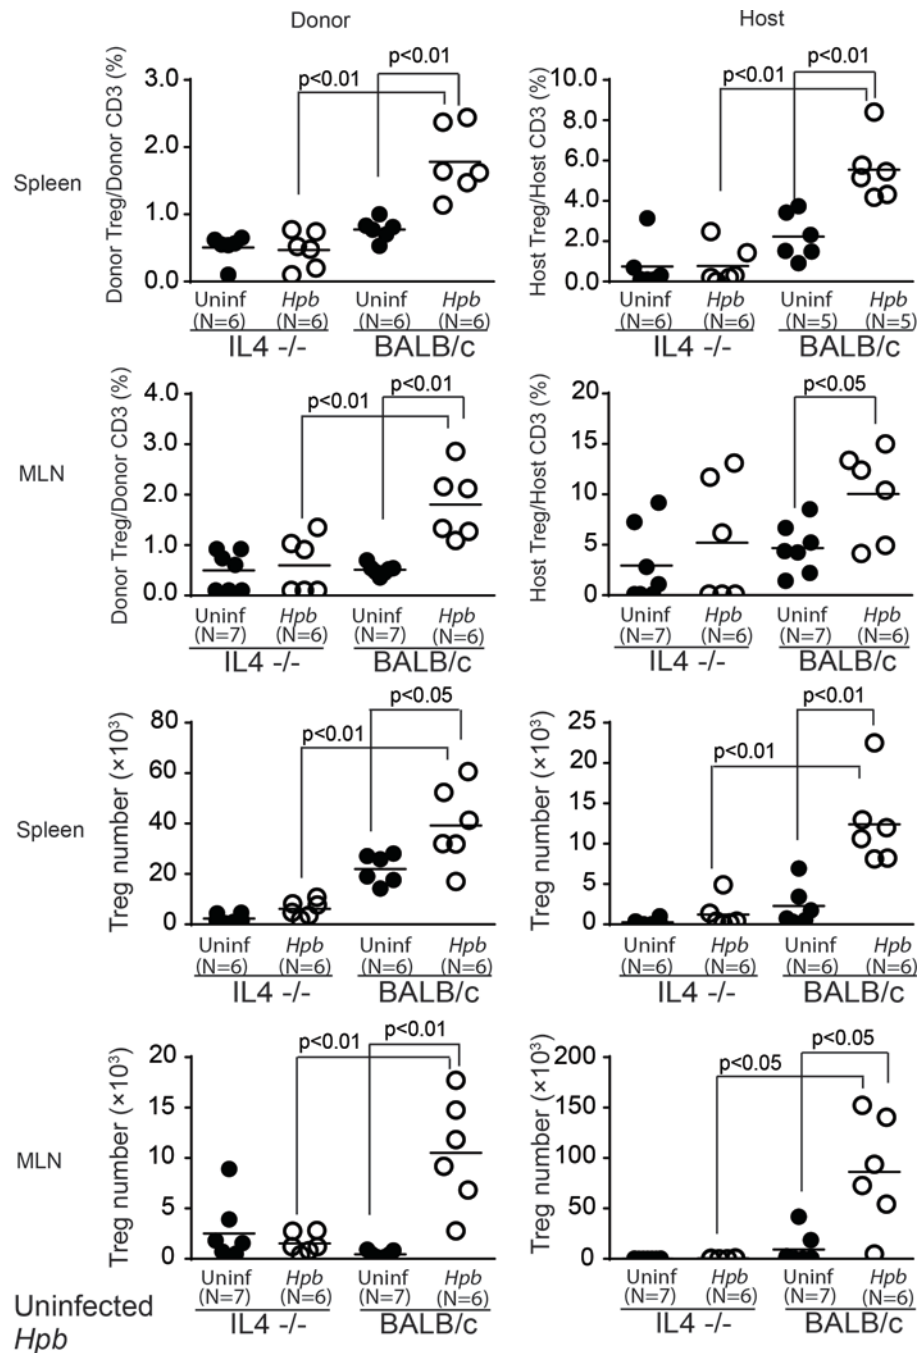 Donor Host
Spleen
Donor Treg/Donor CD3 (%)
3.0
2.0
1.0
0.0
p<0.01
p<0.01
Uninf Hpb Uninf Hpb
(N=6) (N=6) (N=6) (N=6)
IL4 -/- BALB/c
Host Treg/Host CD3 (%)
10.0
8.0
6.0
4.0
2.0
0.0
p<0.01
p<0.01
Uninf Hpb Uninf Hpb
(N=6) (N=6) (N=5) (N=5)
IL4 -/- BALB/c
MLN
Donor Treg/Donor CD3 (%)
4.0
3.0
2.0
1.0
0.0
p<0.01
p<0.01
Uninf Hpb Uninf Hpb
(N=7) (N=6) (N=7) (N=6)
IL4 -/- BALB/c
Host Treg/Host CD3 (%)
20
15
10
5
0
p<0.05
Uninf Hpb Uninf Hpb
(N=7) (N=6) (N=7) (N=6)
IL4 -/- BALB/c
Spleen
Treg number (×10³)
80
60
40
20
0
p<0.05
p<0.01
Uninf Hpb Uninf Hpb
(N=6) (N=6) (N=6) (N=6)
IL4 -/- BALB/c
Treg number (×10³)
25
20
15
10
5
0
p<0.01
p<0.01
Uninf Hpb Uninf Hpb
(N=6) (N=6) (N=6) (N=6)
IL4 -/- BALB/c
MLN
Treg number (×10³)
20
15
10
5
0
p<0.01
p<0.01
Uninf Hpb Uninf Hpb
(N=7) (N=6) (N=7) (N=6)
IL4 -/- BALB/c
Treg number (×10³)
200
150
100
50
0
p<0.05
p<0.05
Uninf Hpb Uninf Hpb
(N=7) (N=6) (N=7) (N=6)
IL4 -/- BALB/c
Uninfected
Hpb